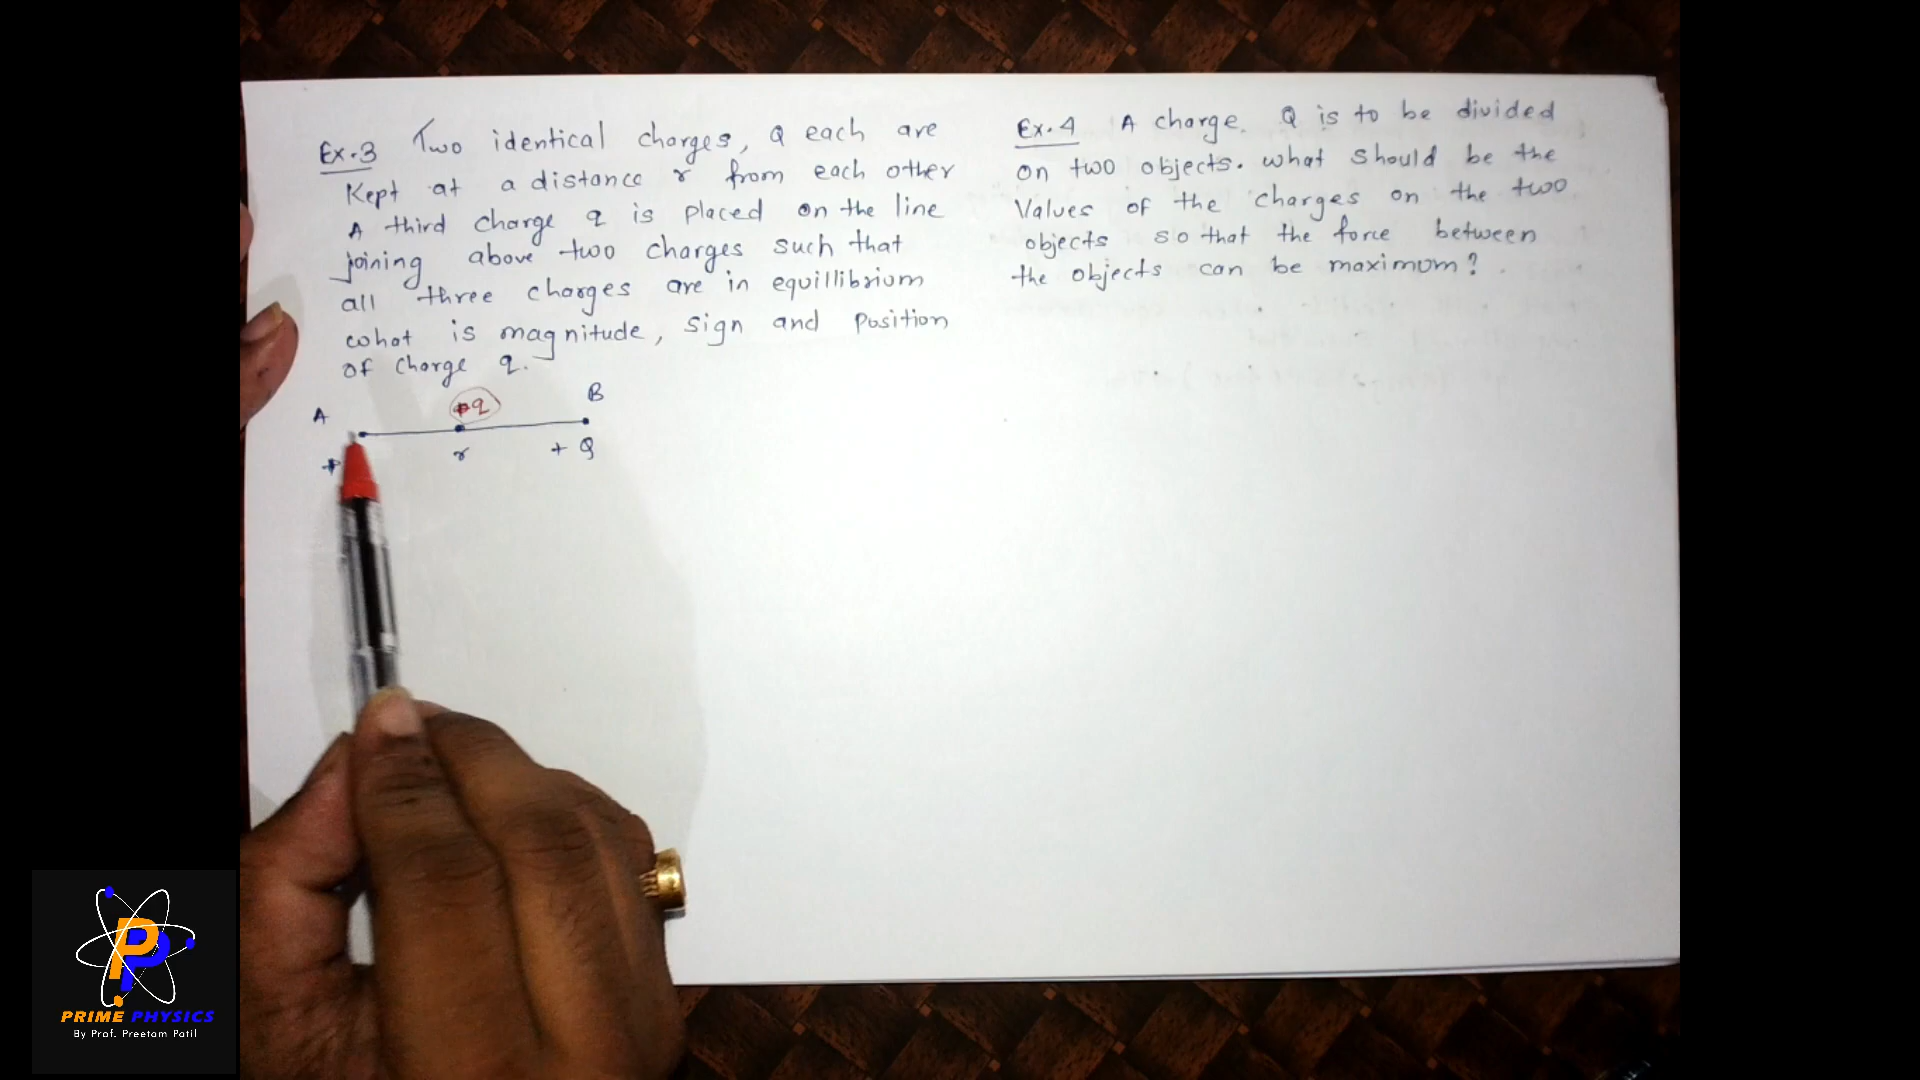 Ex.3 Two identical charges, Q each are
Kept at a distance r from each other
A third charge q is placed on the line
joining above two charges such that
all three charges are in equillibrium
what is magnitude, sign and position
of charge q.
A
q
B
+
r
+ Q
Ex.4 A charge. Q is to be divided
on two objects. what should be the
Values of the charges on the two
objects so that the force between
the objects can be maximum?
PRIME PHYSICS
By Prof. Preetam Patil